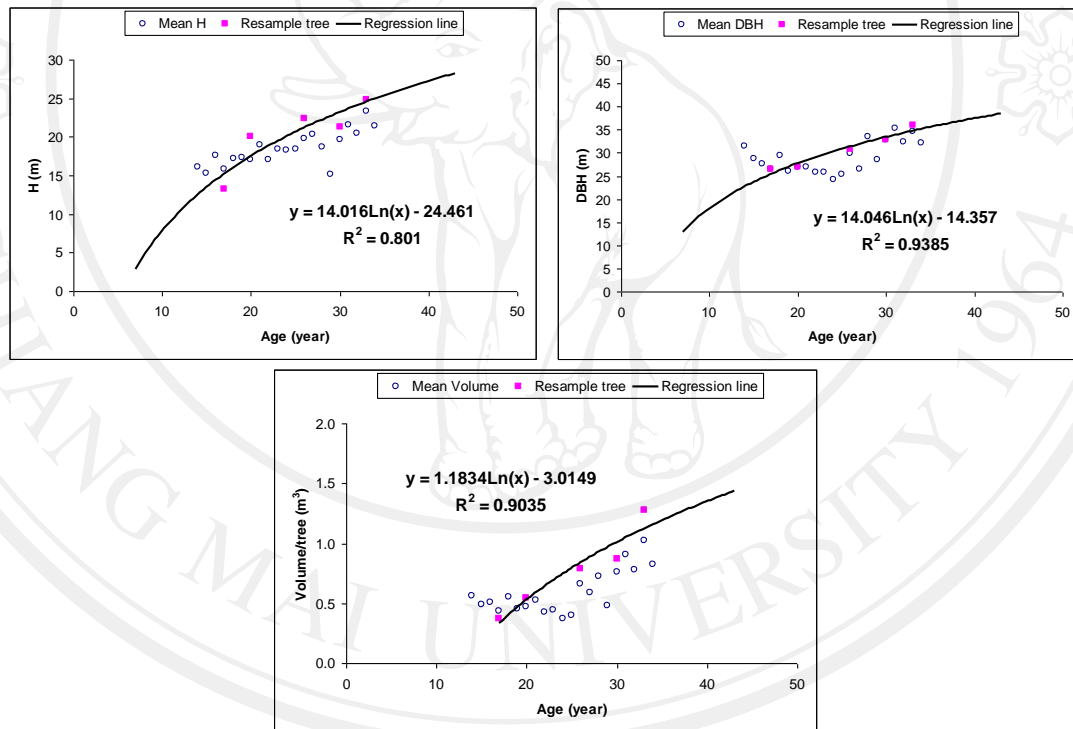 Mean H Resample tree Regression line
30
25
20
15
10
5
0
H (m)
y = 14.016Ln(x) - 24.461
R² = 0.801
0 10 20 30 40 50
Age (year)
Mean DBH Resample tree Regression line
50
45
40
35
30
25
20
15
10
5
0
DBH (m)
y = 14.046Ln(x) - 14.357
R² = 0.9385
0 10 20 30 40 50
Age (year)
Mean Volume Resample tree Regression line
2.0
1.5
1.0
0.5
0.0
Volume/tree (m³)
y = 1.1834Ln(x) - 3.0149
R² = 0.9035
0 10 20 30 40 50
Age (year)
CHIANG MAI UNIVERSITY 1964